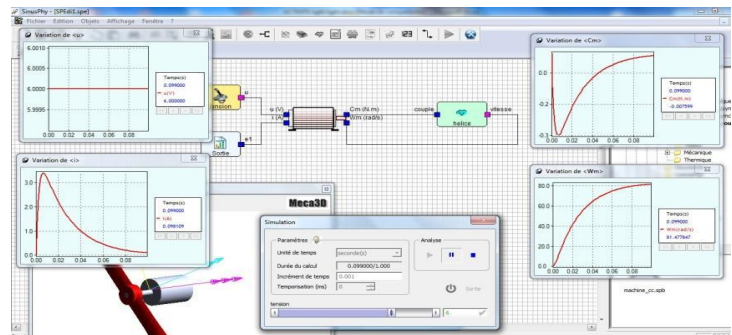 SinusPhy - [SPEdi1.spe]
Fichier Edition Objets Affichage Fenêtre ?
Variation de <u>
6.0010
6.0000
5.9995
0.00 0.02 0.04 0.06 0.08
Temps(s)
0.099000
u(V)
6.000000
Variation de <Cm>
0.0
-0.3
0.00 0.02 0.04 0.06 0.08
Temps(s)
0.099000
Cm(N.m)
-0.007599
tension
u
u (V)
i (A)
Cm (N.m)
Wm (rad/s)
couple
vitesse
hélice
Sortie
e1
Mécanique
Thermique
Variation de <i>
3.0
2.0
1.0
0.0
0.00 0.02 0.04 0.06 0.08
Temps(s)
0.099000
i(A)
0.098109
Variation de <Wm>
80.0
60.0
40.0
20.0
0.0
0.00 0.02 0.04 0.06 0.08
Temps(s)
0.099000
Wm(rad/s)
81.477847
Meca3D
Simulation
Paramètres
Analyse
Unité de temps
seconde(s)
Durée du calcul
0.099000/1.000
Incrément de temps
0.001
Temporisation (ms)
0
Sortie
tension
6
machine_cc.spb